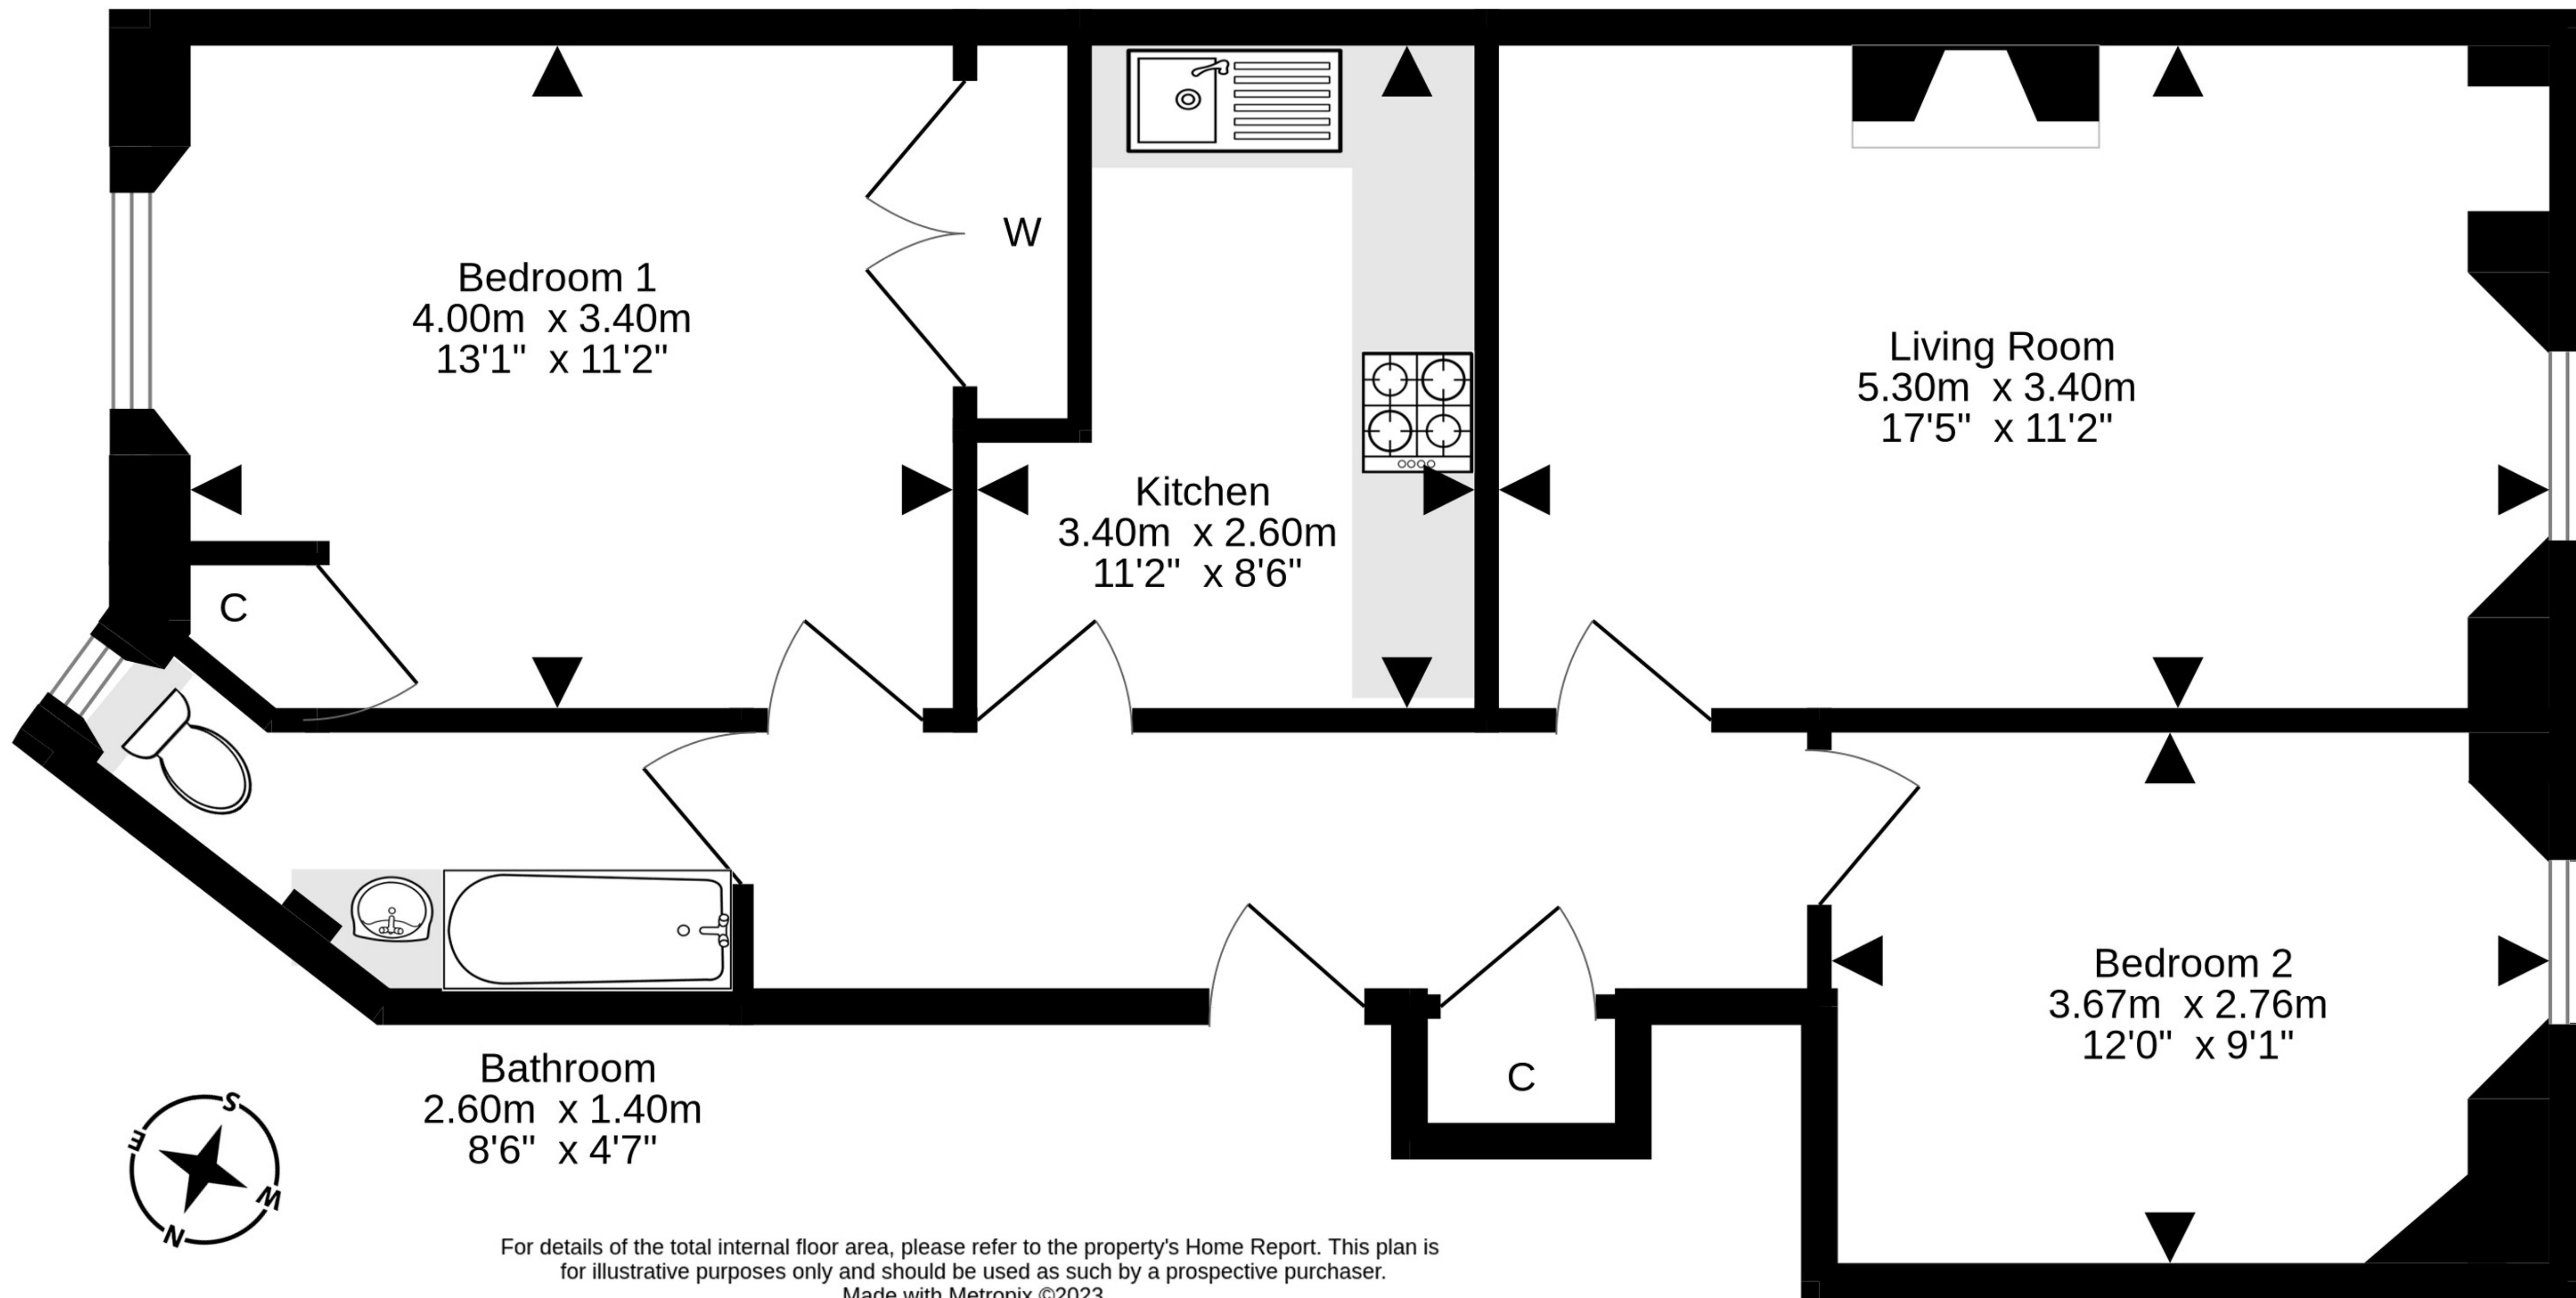 W
Bedroom 1
4.00m x 3.40m
13'1" x 11'2"
Living Room
5.30m x 3.40m
17'5" x 11'2"
Kitchen
3.40m x 2.60m
11'2" x 8'6"
C
Bedroom 2
3.67m x 2.76m
12'0" x 9'1"
Bathroom
2.60m x 1.40m
8'6" x 4'7"
C
S
E
W
N
For details of the total internal floor area, please refer to the property's Home Report. This plan is
for illustrative purposes only and should be used as such by a prospective purchaser.
Made with Metropix ©2023